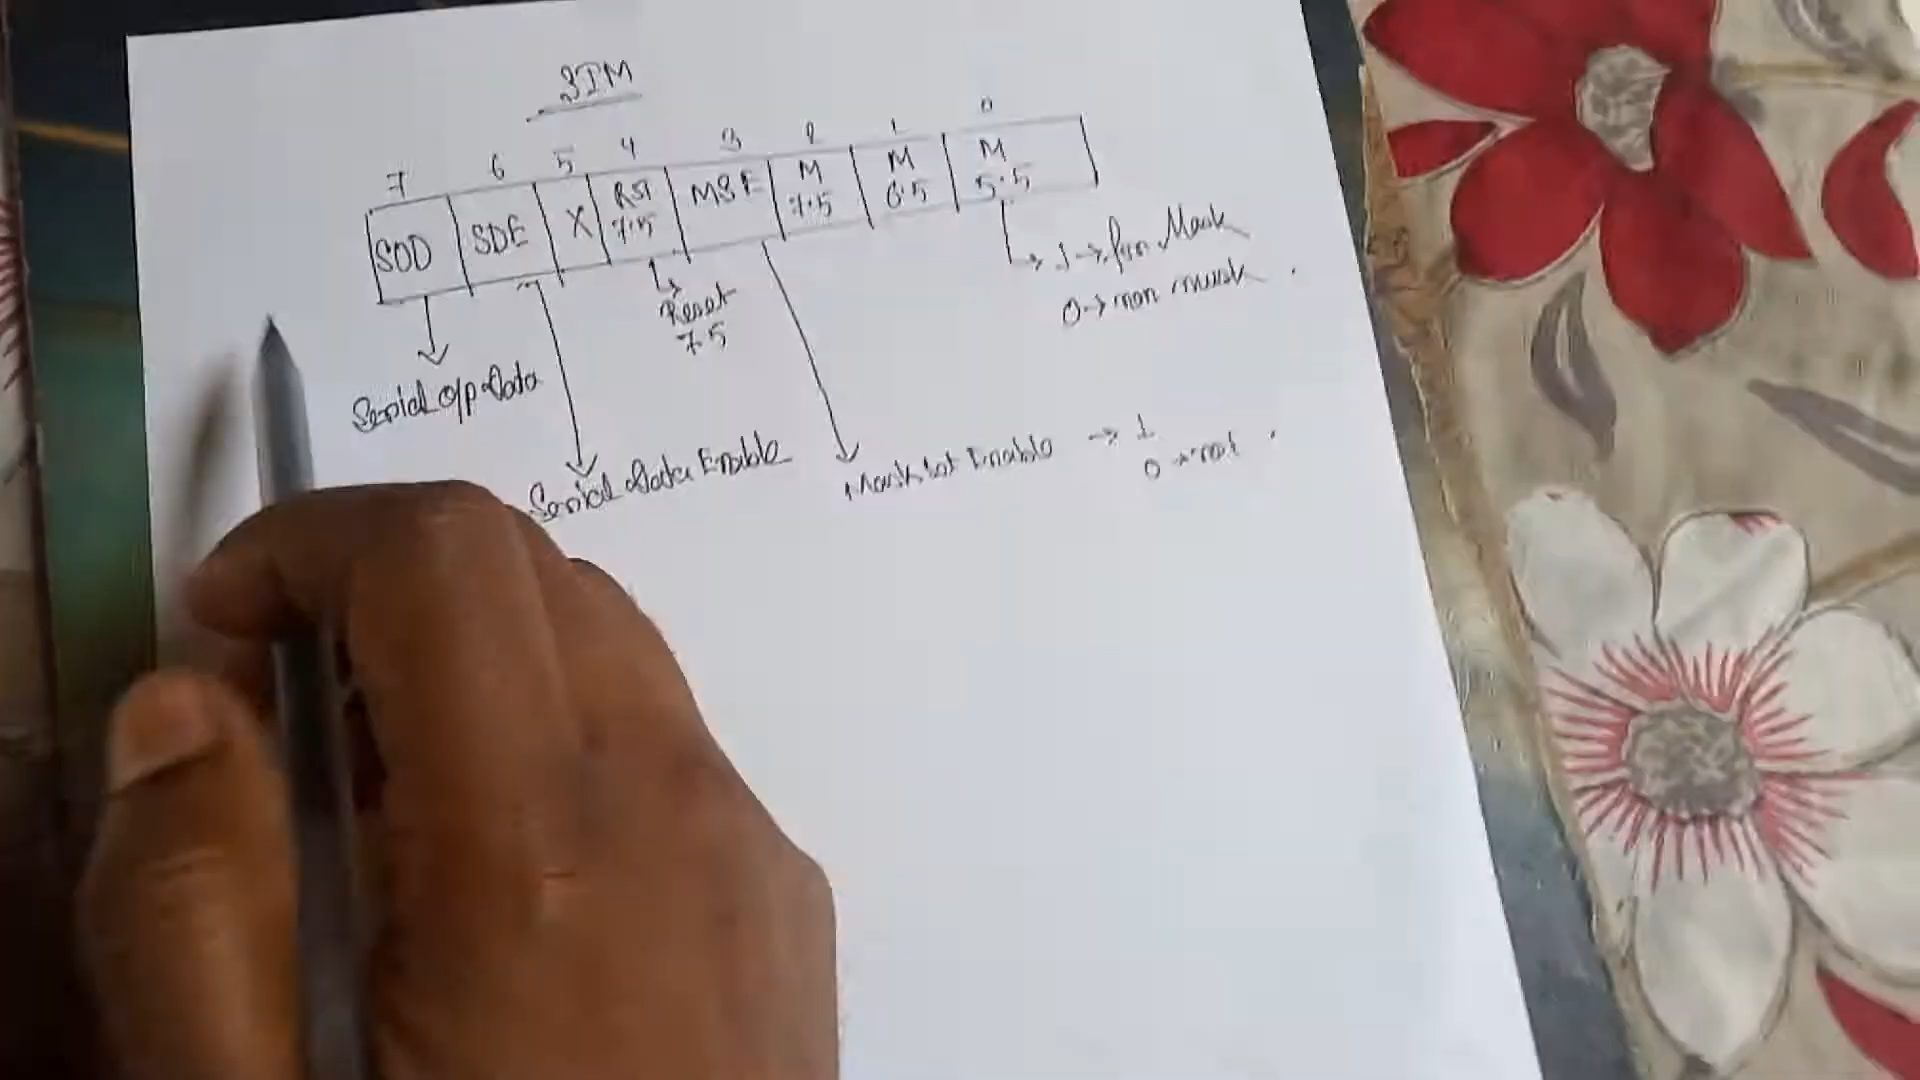 SIM
7 6 5 4 3 2 1 0
SOD SDE X RST 7.5 MSE M 7.5 M 6.5 M 5.5
1 → for Mask
0 → non mask
Reset
7.5
Serial o/p Data
Serial Data Enable
Mask Set Enable → 1
0 → not